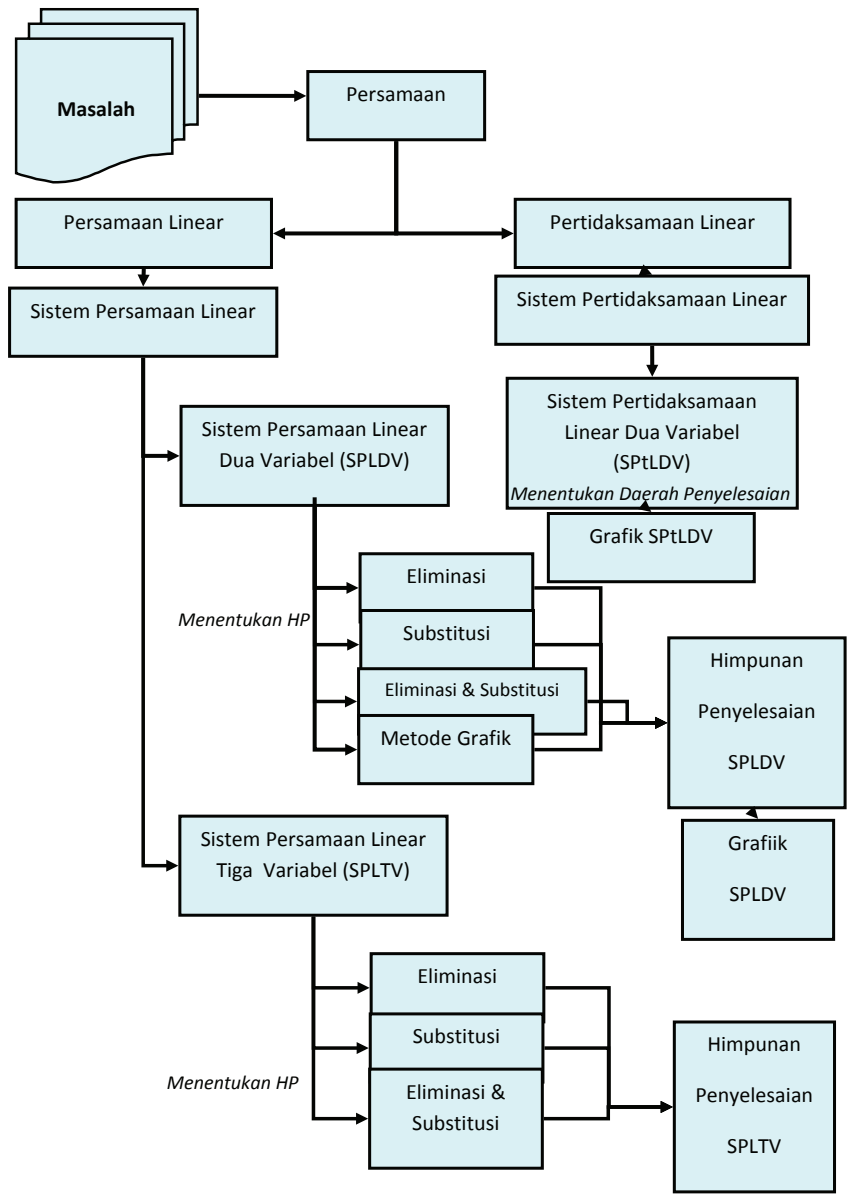 Masalah
Persamaan
Persamaan Linear
Pertidaksamaan Linear
Sistem Persamaan Linear
Sistem Pertidaksamaan Linear
Sistem Pertidaksamaan
Linear Dua Variabel
(SPtLDV)
Menentukan Daerah Penyelesaian
Grafik SPtLDV
Sistem Persamaan Linear
Dua Variabel (SPLDV)
Menentukan HP
Eliminasi
Substitusi
Eliminasi & Substitusi
Metode Grafik
Himpunan
Penyelesaian
SPLDV
Grafiik
SPLDV
Sistem Persamaan Linear
Tiga Variabel (SPLTV)
Menentukan HP
Eliminasi
Substitusi
Eliminasi &
Substitusi
Himpunan
Penyelesaian
SPLTV